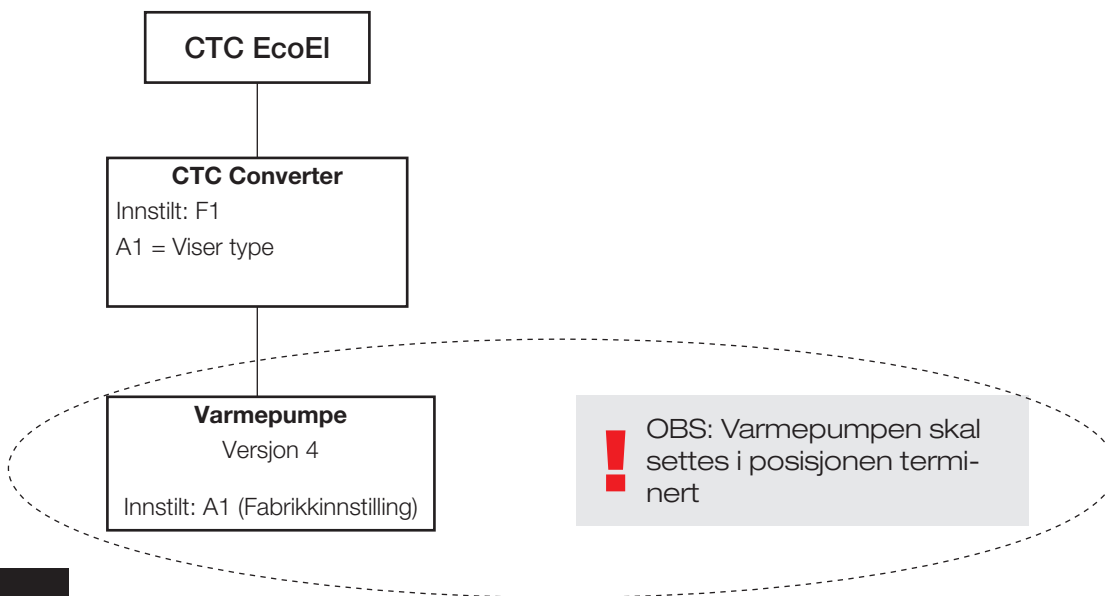 CTC EcoEl
CTC Converter
Innstilt: F1
A1 = Viser type
Varmepumpe
Versjon 4
Innstilt: A1 (Fabrikkinnstilling)
! OBS: Varmepumpen skal
settes i posisjonen termi-
nert